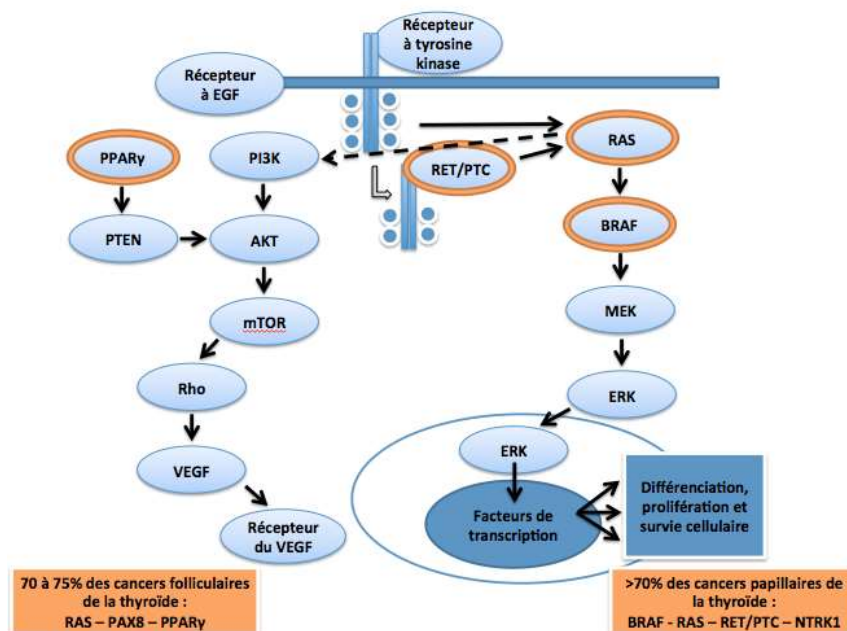 Récepteur
à tyrosine
kinase
Récepteur
à EGF
PPARγ
PI3K
RET/PTC
RAS
PTEN
AKT
BRAF
mTOR
MEK
Rho
ERK
VEGF
ERK
Récepteur
du VEGF
Facteurs de
transcription
Différenciation,
prolifération et
survie cellulaire
70 à 75% des cancers folliculaires
de la thyroïde :
RAS – PAX8 – PPARγ
>70% des cancers papillaires de
la thyroïde :
BRAF - RAS – RET/PTC – NTRK1